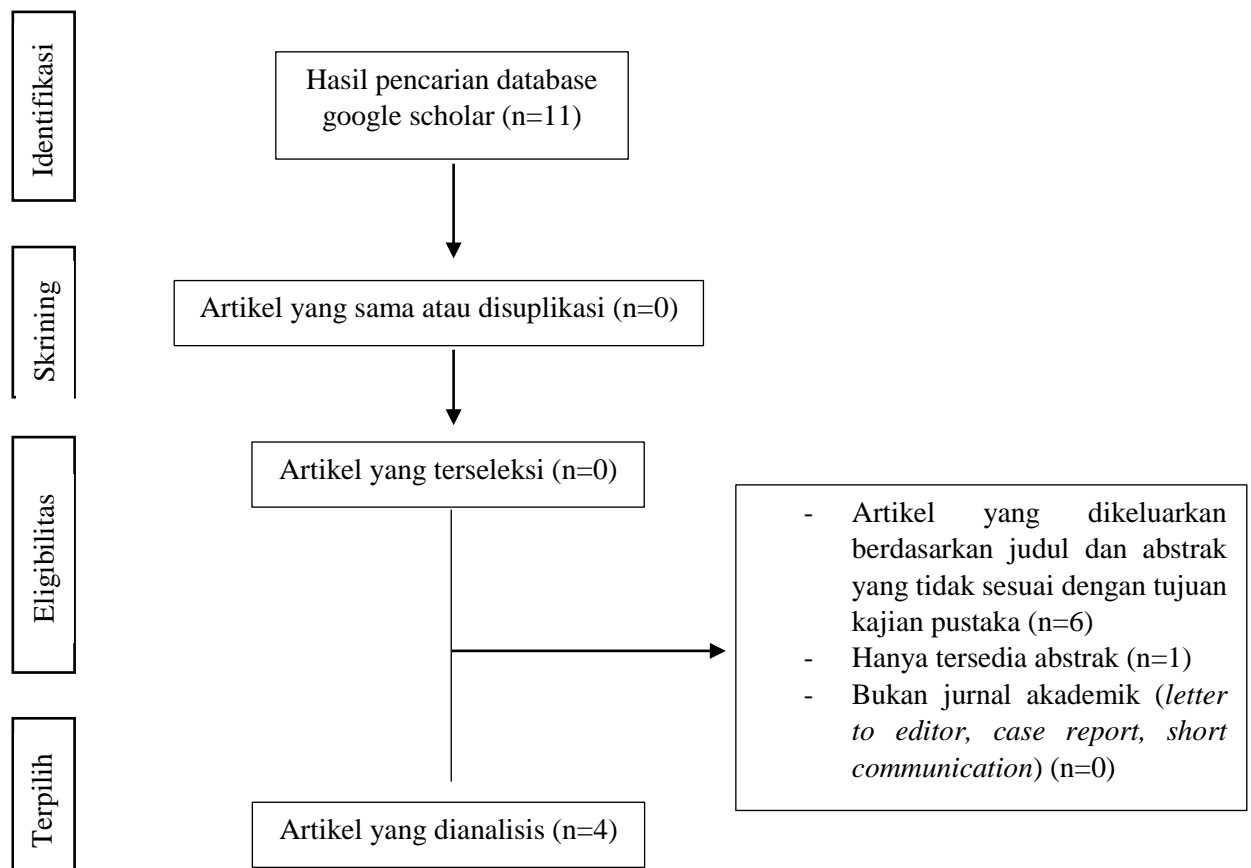 Identifikasi
Hasil pencarian database
google scholar (n=11)
Skrining
Artikel yang sama atau disuplikasi (n=0)
Eligibilitas
Artikel yang terseleksi (n=0)
- Artikel yang dikeluarkan
berdasarkan judul dan abstrak
yang tidak sesuai dengan tujuan
kajian pustaka (n=6)
- Hanya tersedia abstrak (n=1)
- Bukan jurnal akademik (letter
to editor, case report, short
communication) (n=0)
Terpilih
Artikel yang dianalisis (n=4)